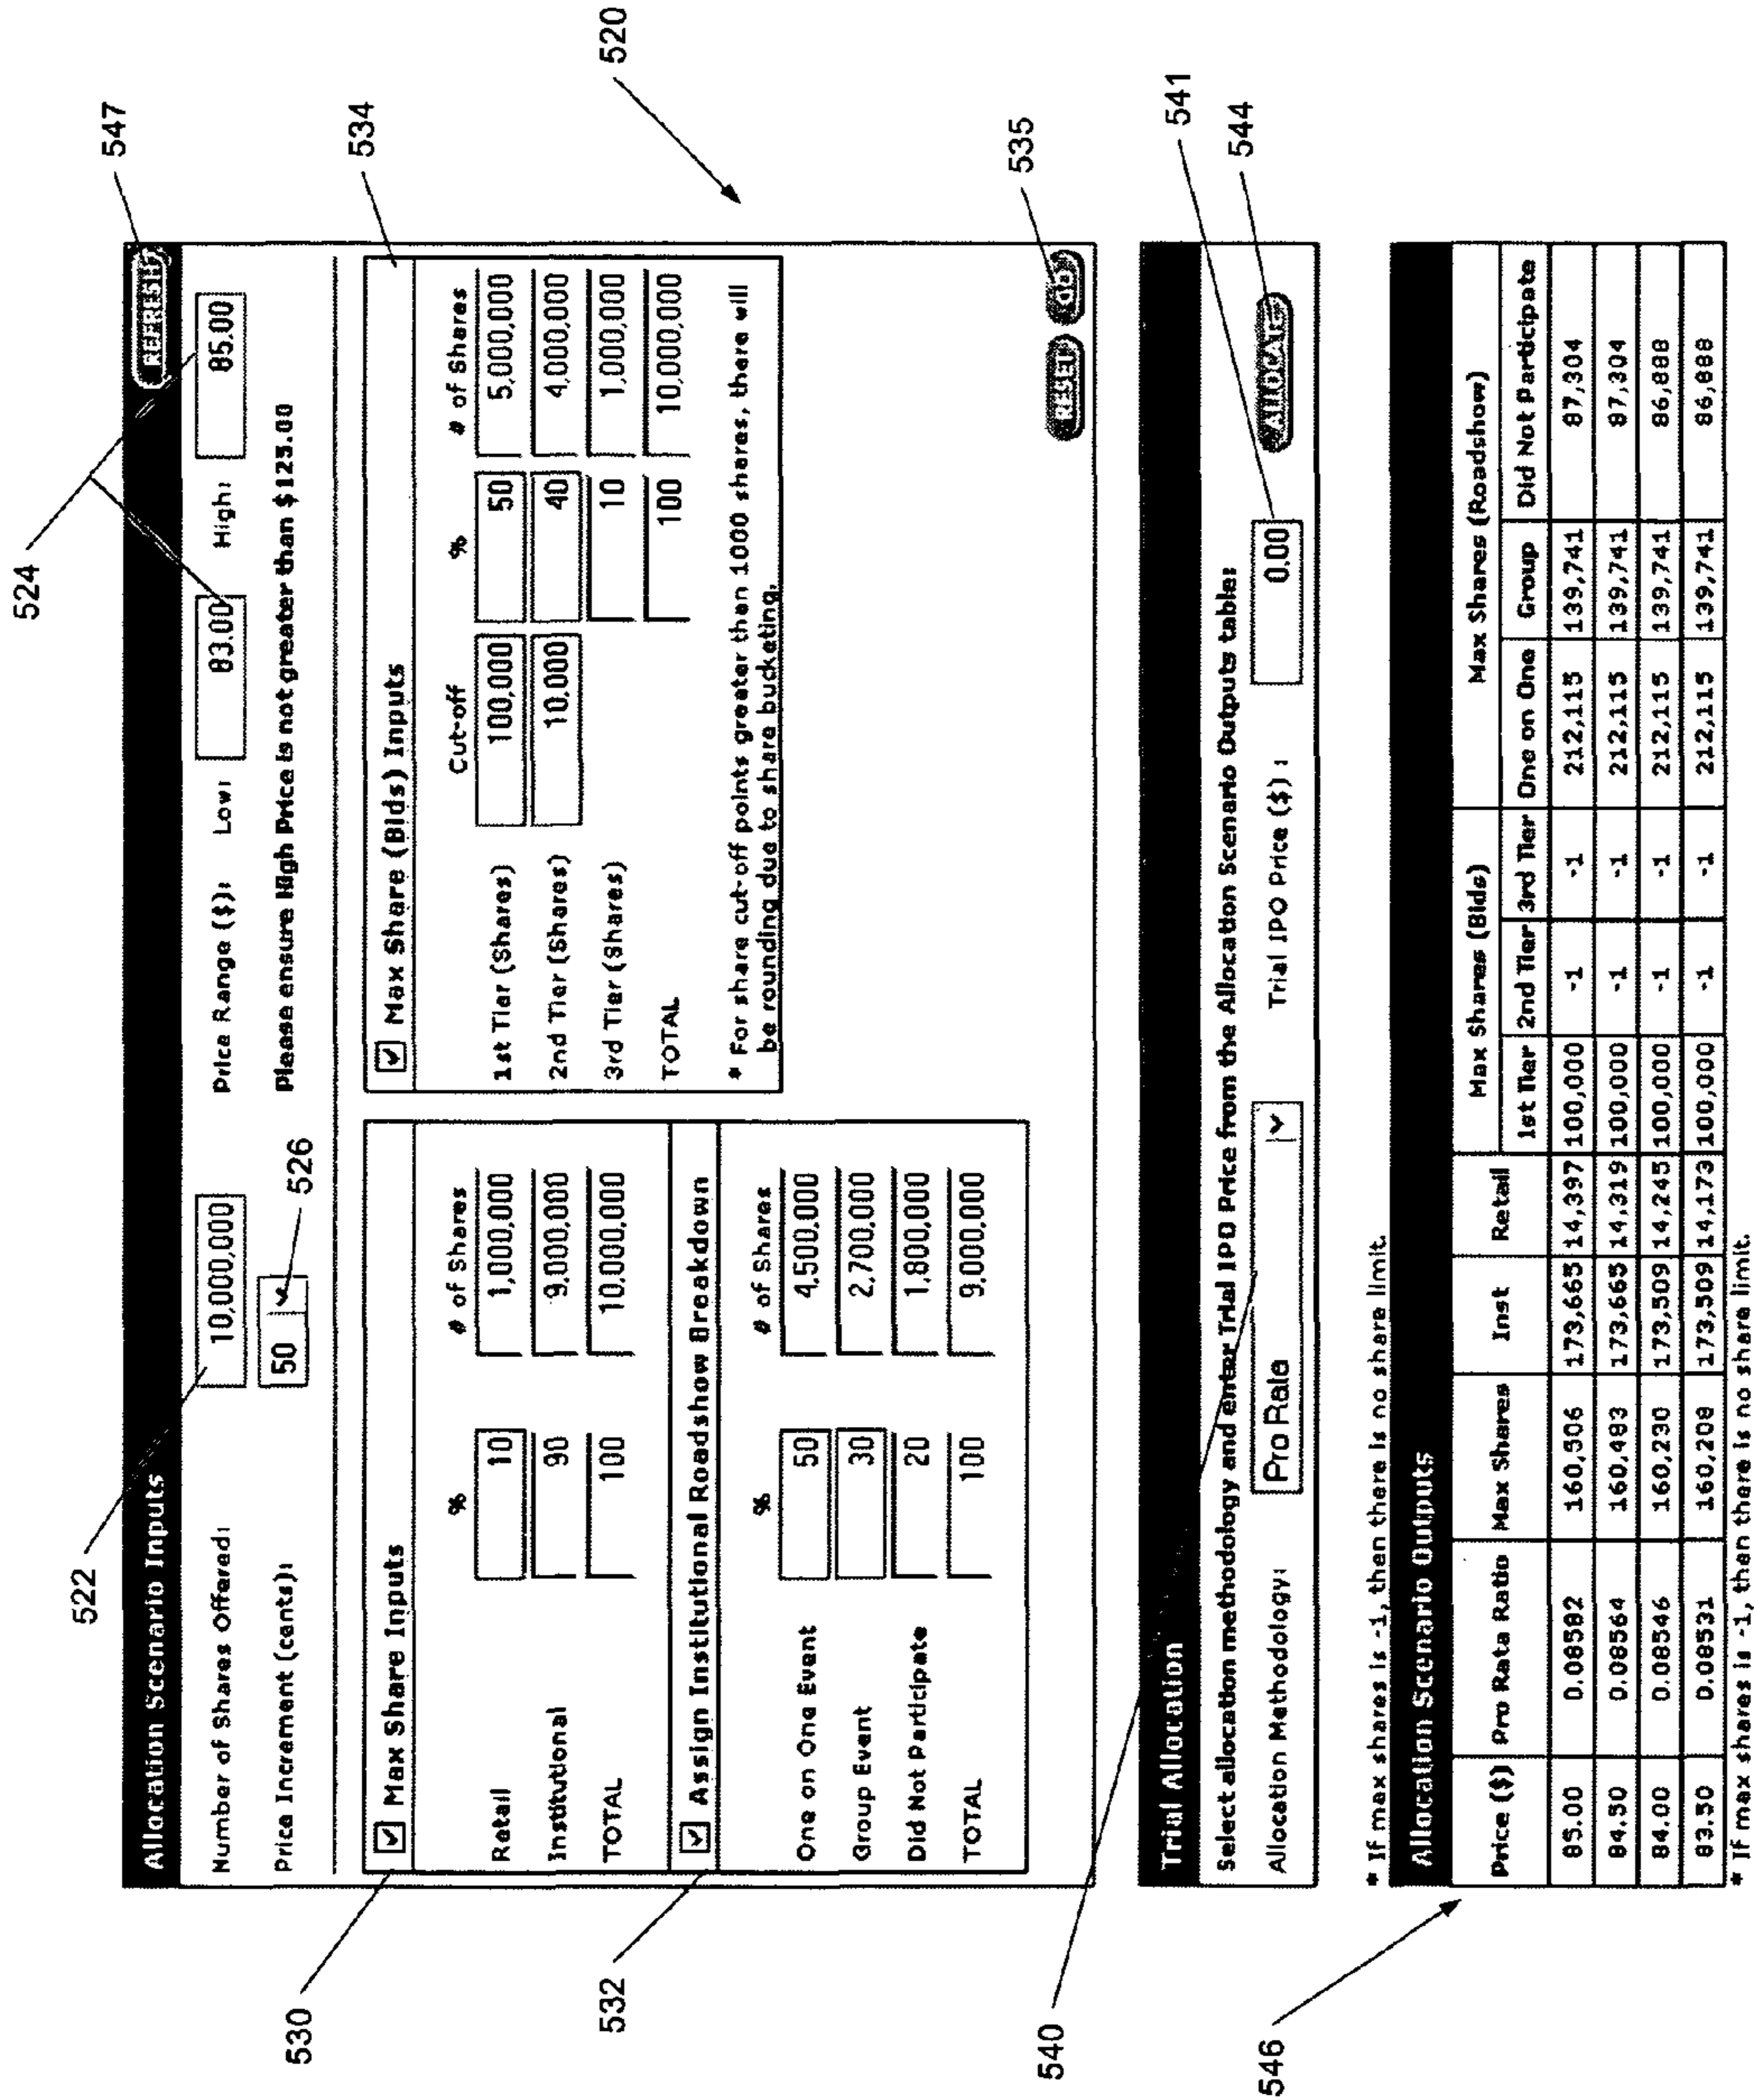 524
522
547
Allocation Scenario Inputs REFRESH
Number of Shares Offered: 10,000,000 Price Range ($): Low: 83.00 High: 85.00
Price Increment (cents): 50 526 Please ensure High Price is not greater than $125.00
530
534
Max Share Inputs
% # of Shares
Retail 10 1,000,000
Institutional 90 9,000,000
TOTAL 100 10,000,000
532
Assign Institutional Roadshow Breakdown
% # of Shares
One on One Event 50 4,500,000
Group Event 30 2,700,000
Did Not Participate 20 1,800,000
TOTAL 100 9,000,000
Max Share (Bids) Inputs
Cut-off % # of Shares
1st Tier (Shares) 100,000 50 5,000,000
2nd Tier (Shares) 10,000 40 4,000,000
3rd Tier (Shares) 10 1,000,000
TOTAL 100 10,000,000
* For share cut-off points greater than 1000 shares, there will
be rounding due to share bucketing.
520
RESET GO
535
540
Trial Allocation
541
Select allocation methodology and enter Trial IPO Price from the Allocation Scenario Outputs table:
Allocation Methodology: Pro Rale Trial IPO Price ($) : 0.00 ALLOCATE
544
* If max shares is -1, then there is no share limit.
546
Allocation Scenario Outputs
Price ($) Pro Rata Ratio Max Shares Inst Retail Max Shares (Bids) Max Shares (Roadshow)
1st Tier 2nd Tier 3rd Tier One on One Group Did Not Participate
85.00 0.08582 160,506 173,665 14,397 100,000 -1 -1 212,115 139,741 87,304
84.50 0.08564 160,483 173,665 14,319 100,000 -1 -1 212,115 139,741 87,304
84.00 0.08546 160,230 173,509 14,245 100,000 -1 -1 212,115 139,741 86,888
83.50 0.08531 160,208 173,509 14,173 100,000 -1 -1 212,115 139,741 86,888
* If max shares is -1, then there is no share limit.